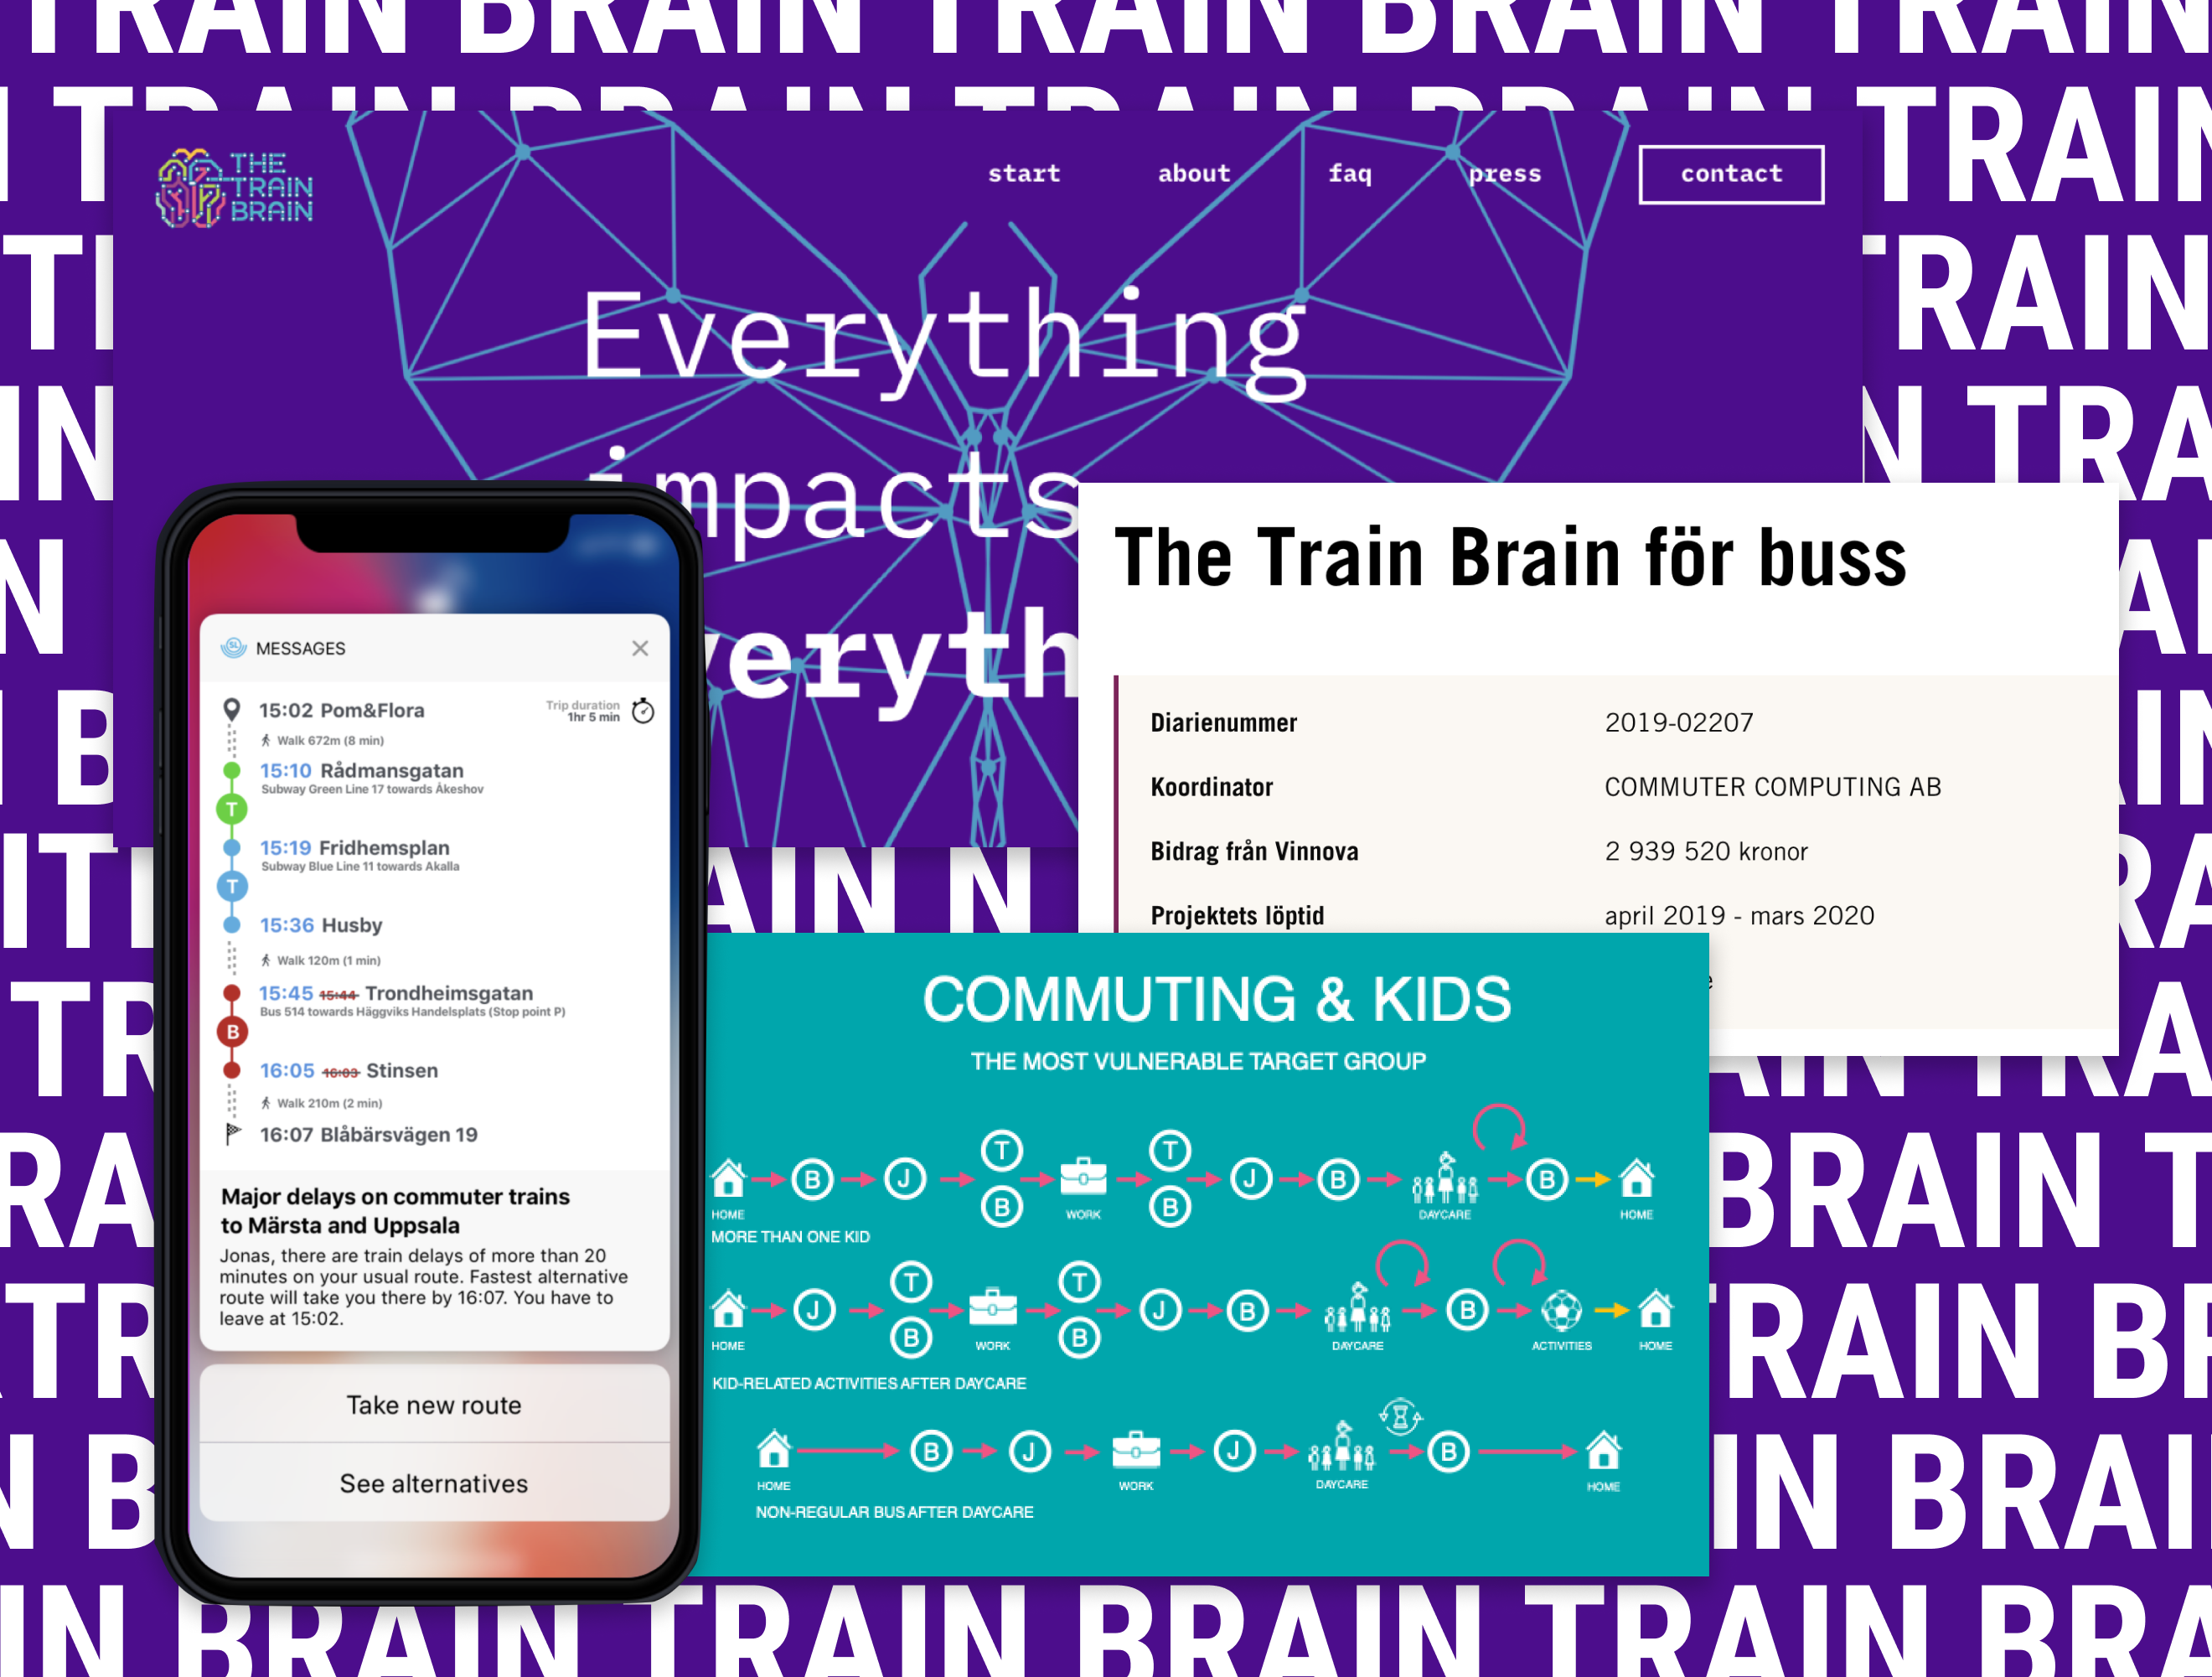 TRAIN BRAIN TRAIN BRAIN TRAIN
THE
TRAIN
BRAIN
start
about
faq
press
contact
Everything
impacts
MESSAGES
15:02 Pom&Flora
Trip duration
1hr 5 min
Walk 672m (8 min)
15:10 Rådmansgatan
Subway Green Line 17 towards Åkeshov
T
15:19 Fridhemsplan
Subway Blue Line 11 towards Akalla
T
15:36 Husby
Walk 120m (1 min)
15:45 15:44 Trondheimsgatan
Bus 514 towards Häggviks Handelsplats (Stop point P)
B
16:05 16:03 Stinsen
Walk 210m (2 min)
16:07 Blåbärsvägen 19
Major delays on commuter trains
to Märsta and Uppsala
Jonas, there are train delays of more than 20
minutes on your usual route. Fastest alternative
route will take you there by 16:07. You have to
leave at 15:02.
Take new route
See alternatives
The Train Brain för buss
Diarienummer 2019-02207
Koordinator COMMUTER COMPUTING AB
Bidrag från Vinnova 2 939 520 kronor
Projektets löptid april 2019 - mars 2020
COMMUTING & KIDS
THE MOST VULNERABLE TARGET GROUP
T T
B J B B
B B
HOME WORK DAYCARE HOME
MORE THAN ONE KID
T T
J J B B
B B
HOME WORK DAYCARE ACTIVITIES HOME
KID-RELATED ACTIVITIES AFTER DAYCARE
B J J B
HOME WORK DAYCARE HOME
NON-REGULAR BUS AFTER DAYCARE
BRAIN TRAIN BRAIN TRAIN